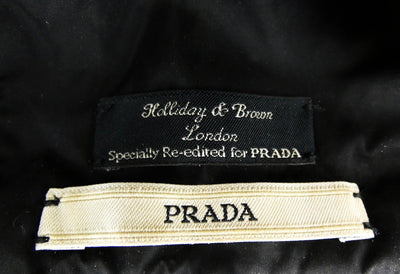 Holliday & Brown
London
Specially Re-edited for PRADA
PRADA